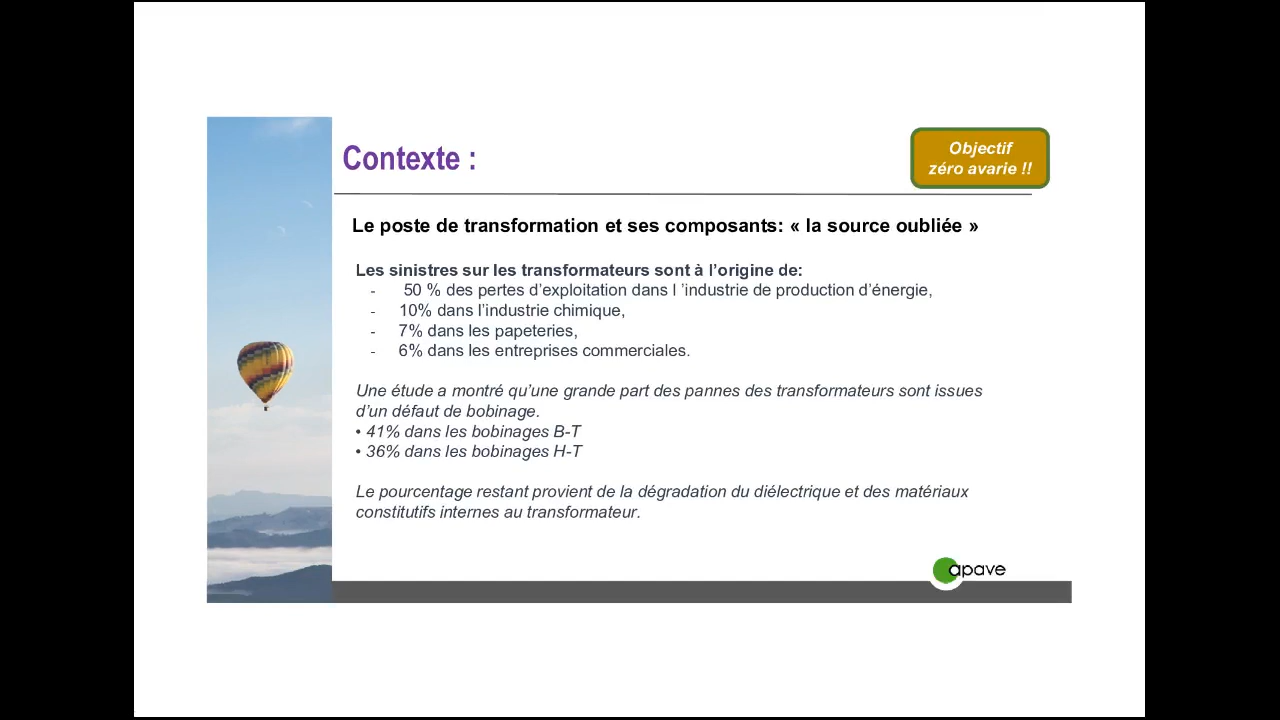 Contexte :
Objectif
zéro avarie !!
Le poste de transformation et ses composants: « la source oubliée »
Les sinistres sur les transformateurs sont à l’origine de:
- 50 % des pertes d’exploitation dans l ’industrie de production d’énergie,
- 10% dans l’industrie chimique,
- 7% dans les papeteries,
- 6% dans les entreprises commerciales.
Une étude a montré qu’une grande part des pannes des transformateurs sont issues
d’un défaut de bobinage.
• 41% dans les bobinages B-T
• 36% dans les bobinages H-T
Le pourcentage restant provient de la dégradation du diélectrique et des matériaux
constitutifs internes au transformateur.
apave